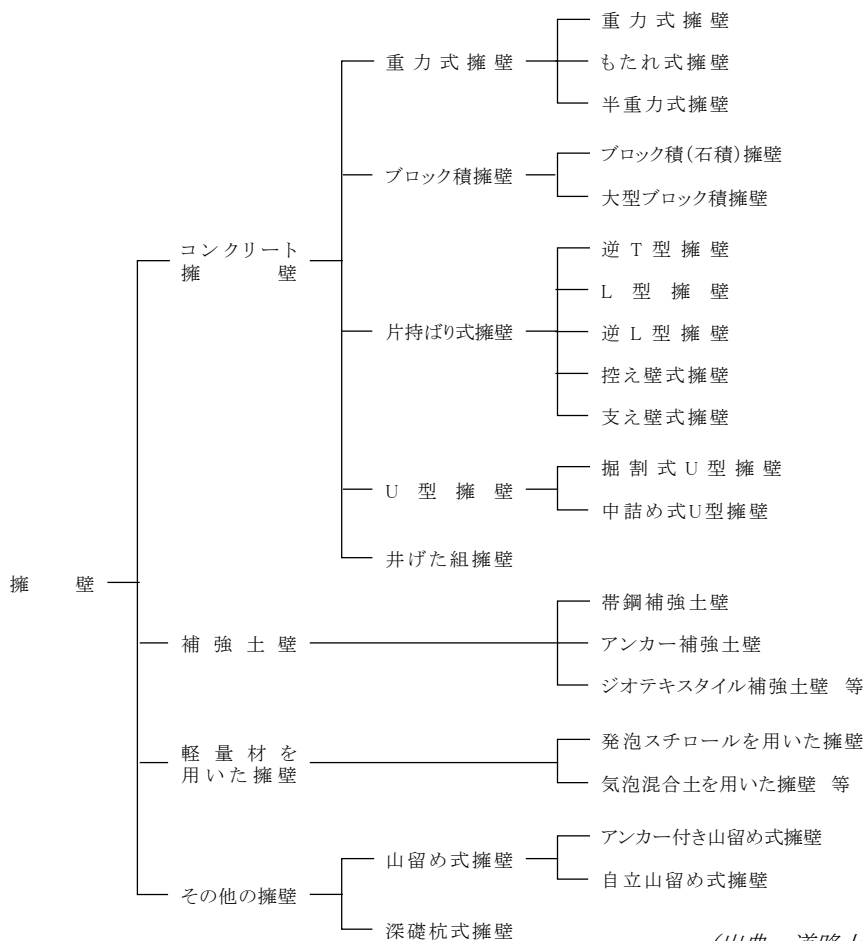 擁壁
コンクリート
擁壁
重力式擁壁
重力式擁壁
もたれ式擁壁
半重力式擁壁
ブロック積擁壁
ブロック積(石積)擁壁
大型ブロック積擁壁
片持ばり式擁壁
逆T型擁壁
L型擁壁
逆L型擁壁
控え壁式擁壁
支え壁式擁壁
U型擁壁
掘割式U型擁壁
中詰め式U型擁壁
井げた組擁壁
補強土壁
帯鋼補強土壁
アンカー補強土壁
ジオテキスタイル補強土壁 等
軽量材を
用いた擁壁
発泡スチロールを用いた擁壁
気泡混合土を用いた擁壁 等
その他の擁壁
山留め式擁壁
アンカー付き山留め式擁壁
自立山留め式擁壁
深礎杭式擁壁